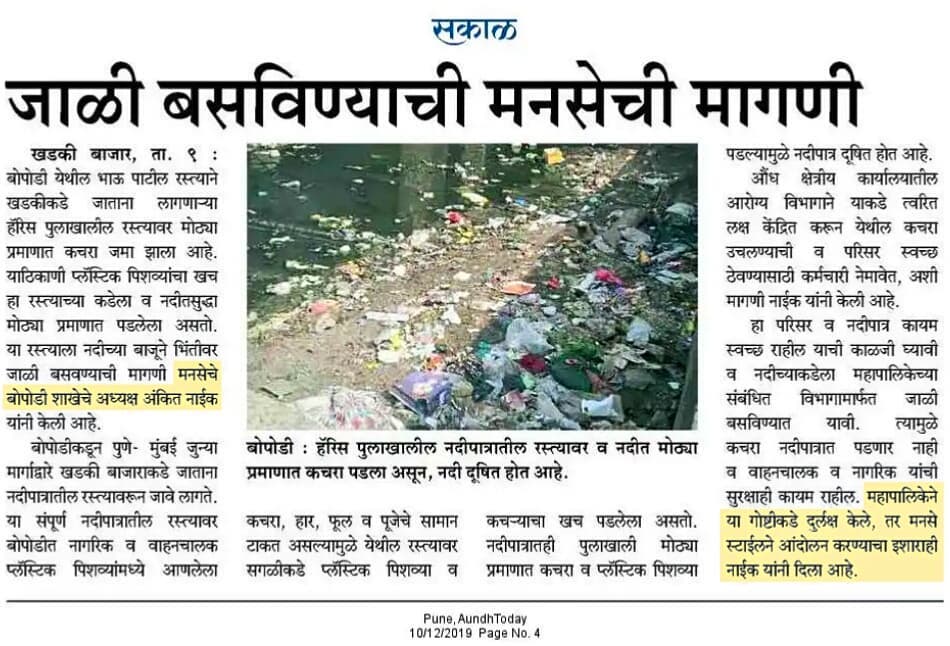 सकाळ
जाळी बसविण्याची मनसेची मागणी
खडकी बाजार, ता. ९ :
बोपोडी येथील भाऊ पाटील रस्त्याने
खडकीकडे जाताना लागणाऱ्या
हॅरिस पुलाखालील रस्त्यावर मोठ्या
प्रमाणात कचरा जमा झाला आहे.
याठिकाणी प्लॅस्टिक पिशव्यांचा खच
हा रस्त्याच्या कडेला व नदीतसुद्धा
मोठ्या प्रमाणात पडलेला असतो.
या रस्त्याला नदीच्या बाजूने भिंतीवर
जाळी बसवण्याची मागणी मनसेचे
बोपोडी शाखेचे अध्यक्ष अंकित नाईक
यांनी केली आहे.
बोपोडीकडून पुणे- मुंबई जुन्या
मार्गाद्वारे खडकी बाजाराकडे जाताना
नदीपात्रातील रस्त्यावरून जावे लागते.
या संपूर्ण नदीपात्रातील रस्त्यावर
बोपोडीत नागरिक व वाहनचालक
प्लॅस्टिक पिशव्यांमध्ये आणलेला
बोपोडी : हॅरिस पुलाखालील नदीपात्रातील रस्त्यावर व नदीत मोठ्या
प्रमाणात कचरा पडला असून, नदी दूषित होत आहे.
कचरा, हार, फूल व पूजेचे सामान
टाकत असल्यामुळे येथील रस्त्यावर
सगळीकडे प्लॅस्टिक पिशव्या व
कचऱ्याचा खच पडलेला असतो.
नदीपात्रातही पुलाखाली मोठ्या
प्रमाणात कचरा व प्लॅस्टिक पिशव्या
पडल्यामुळे नदीपात्र दूषित होत आहे.
औंध क्षेत्रीय कार्यालयातील
आरोग्य विभागाने याकडे त्वरित
लक्ष केंद्रित करून येथील कचरा
उचलण्याची व परिसर स्वच्छ
ठेवण्यासाठी कर्मचारी नेमावेत, अशी
मागणी नाईक यांनी केली आहे.
हा परिसर व नदीपात्र कायम
स्वच्छ राहील याची काळजी घ्यावी
व नदीच्याकडेला महापालिकेच्या
संबंधित विभागामार्फत जाळी
बसविण्यात यावी. त्यामुळे
कचरा नदीपात्रात पडणार नाही
व वाहनचालक व नागरिक यांची
सुरक्षाही कायम राहील. महापालिकेने
या गोष्टीकडे दुर्लक्ष केले, तर मनसे
स्टाईलने आंदोलन करण्याचा इशाराही
नाईक यांनी दिला आहे.
Pune,AundhToday
10/12/2019 Page No. 4